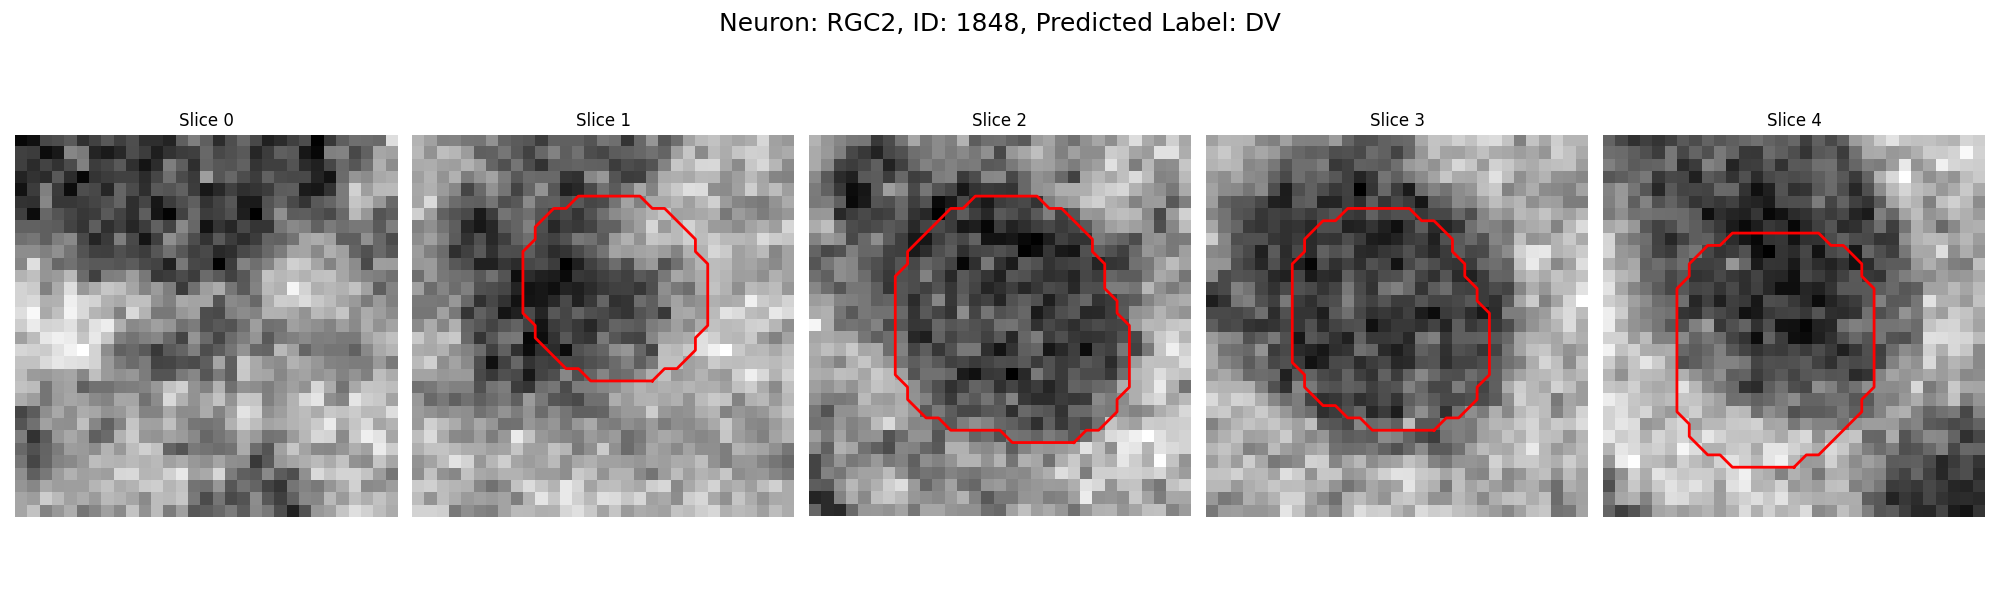 Neuron: RGC2, ID: 1848, Predicted Label: DV
Slice 0
Slice 1
Slice 2
Slice 3
Slice 4